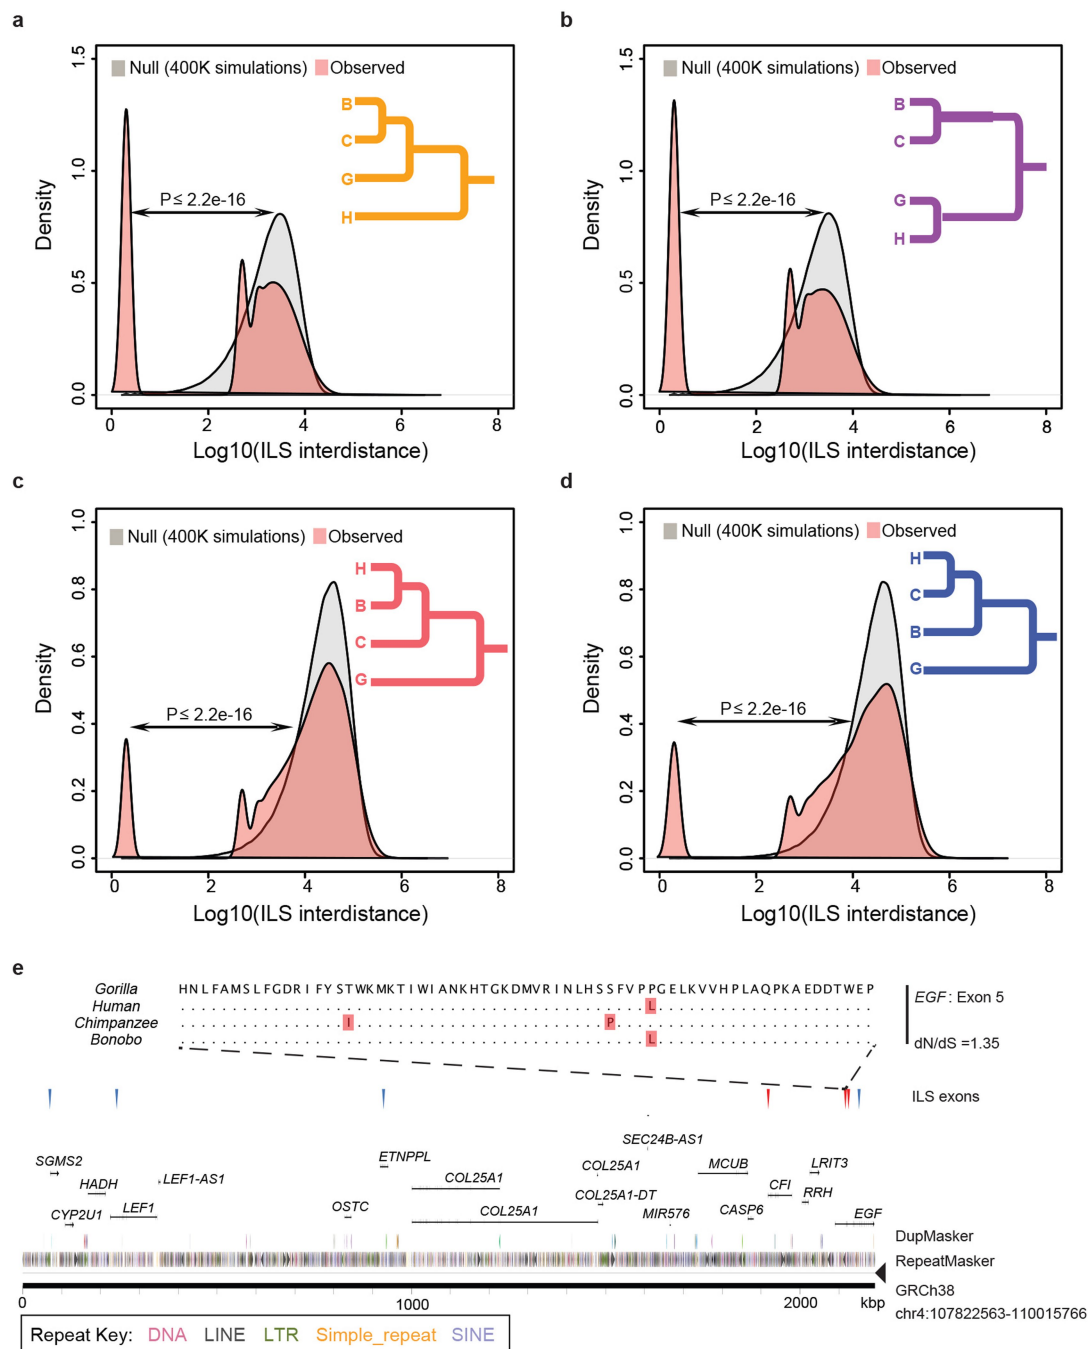 a
Null (400K simulations) Observed
1.5
1.0
0.5
0.0
Density
P ≤ 2.2e-16
B
C
G
H
0 2 4 6 8
Log10(ILS interdistance)
b
Null (400K simulations) Observed
1.5
1.0
0.5
0.0
Density
P ≤ 2.2e-16
B
C
G
H
0 2 4 6 8
Log10(ILS interdistance)
c
Null (400K simulations) Observed
1.0
0.8
0.6
0.4
0.2
0.0
Density
P ≤ 2.2e-16
H
B
C
G
0 2 4 6 8
Log10(ILS interdistance)
d
Null (400K simulations) Observed
1.0
0.8
0.6
0.4
0.2
0.0
Density
P ≤ 2.2e-16
H
C
B
G
0 2 4 6 8
Log10(ILS interdistance)
e
Gorilla HNLFAMSLFGDRIFYSTWKMKTIWIANKHTGKDMVRINLHSSFVPPGELKVVHPLAQPKAEDDTWEP
Human L
Chimpanzee I P
Bonobo L
EGF: Exon 5
dN/dS =1.35
ILS exons
SEC24B-AS1
SGMS2 ETNPPL COL25A1 MCUB LRIT3
HADH LEF1-AS1 COL25A1 CFI
LEF1 OSTC COL25A1-DT RRH
CYP2U1 COL25A1 MIR576 CASP6 EGF
DupMasker
RepeatMasker
GRCh38
0 1000 2000 kbp
chr4:107822563-110015766
Repeat Key: DNA LINE LTR Simple_repeat SINE